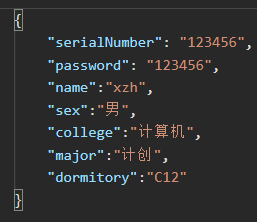 {
"serialNumber": "123456",
"password": "123456",
"name":"xzh",
"sex":"男",
"college":"计算机",
"major":"计创",
"dormitory":"C12"
}